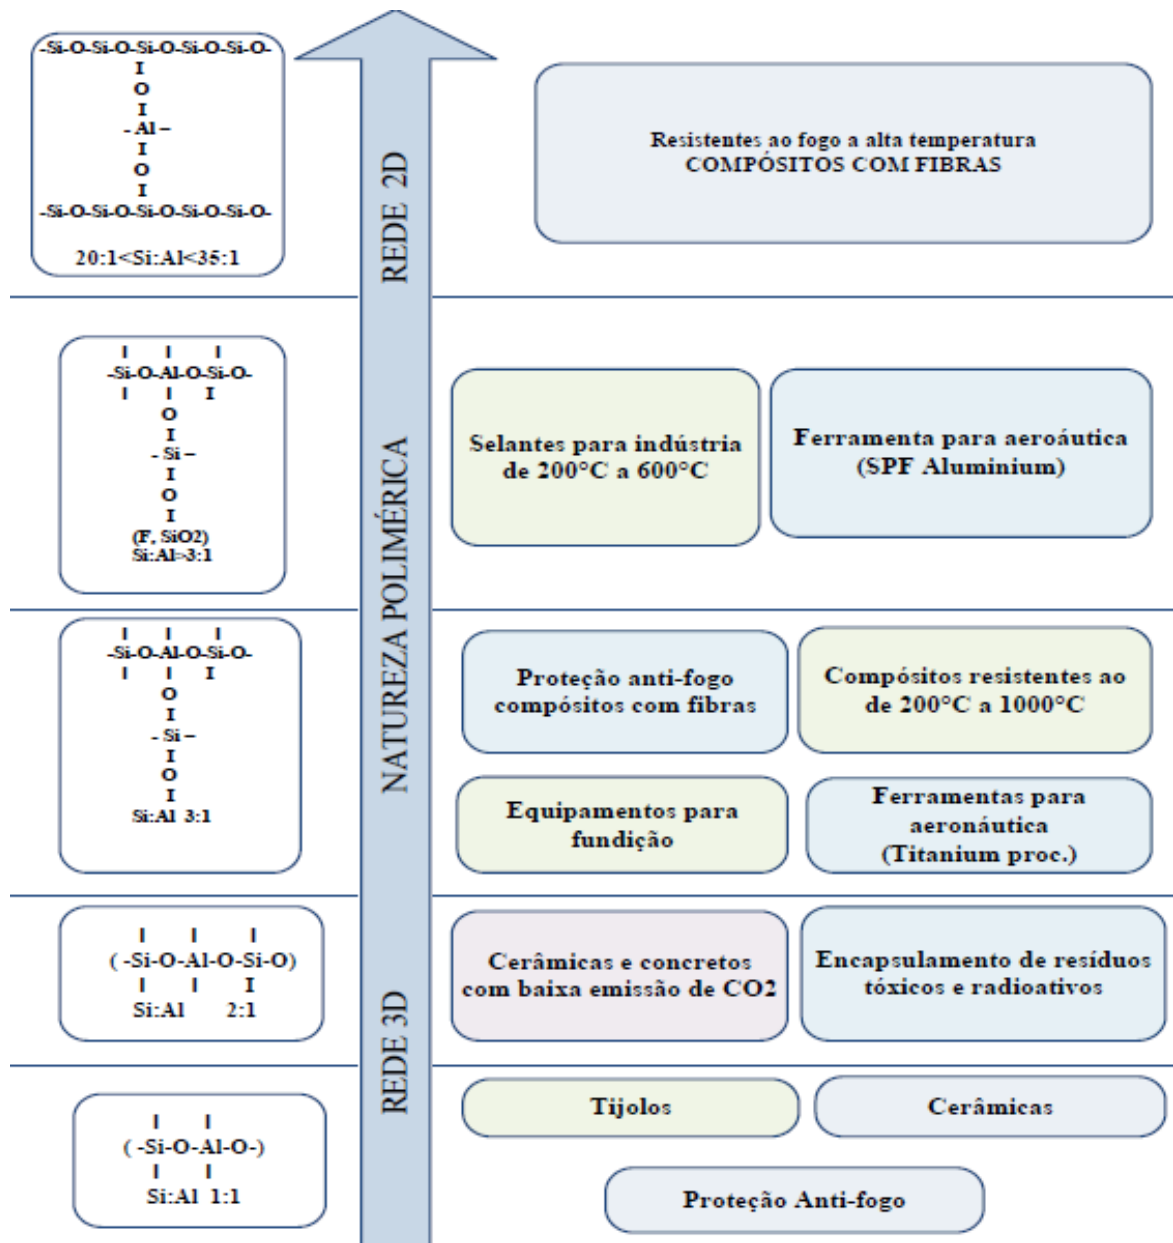 -Si-O-Si-O-Si-O-Si-O-Si-O-
I
O
I
- Al –
I
O
I
-Si-O-Si-O-Si-O-Si-O-Si-O-
20:1<Si:Al<35:1
REDE 2D
Resistentes ao fogo a alta temperatura
COMPÓSITOS COM FIBRAS
I I I
-Si-O-Al-O-Si-O-
I I I
O
I
- Si –
I
O
I
(F, SiO2)
Si:Al>3:1
NATUREZA POLIMÉRICA
Selantes para indústria
de 200°C a 600°C
Ferramenta para aeroáutica
(SPF Aluminium)
I I I
-Si-O-Al-O-Si-O-
I I I
O
I
- Si –
I
O
I
Si:Al 3:1
Proteção anti-fogo
compósitos com fibras
Compósitos resistentes ao
de 200°C a 1000°C
Equipamentos para
fundição
Ferramentas para
aeronáutica
(Titanium proc.)
I I I
( -Si-O-Al-O-Si-O)
I I I
Si:Al 2:1
REDE 3D
Cerâmicas e concretos
com baixa emissão de CO2
Encapsulamento de resíduos
tóxicos e radioativos
I I
( -Si-O-Al-O-)
I I
Si:Al 1:1
Tijolos
Cerâmicas
Proteção Anti-fogo